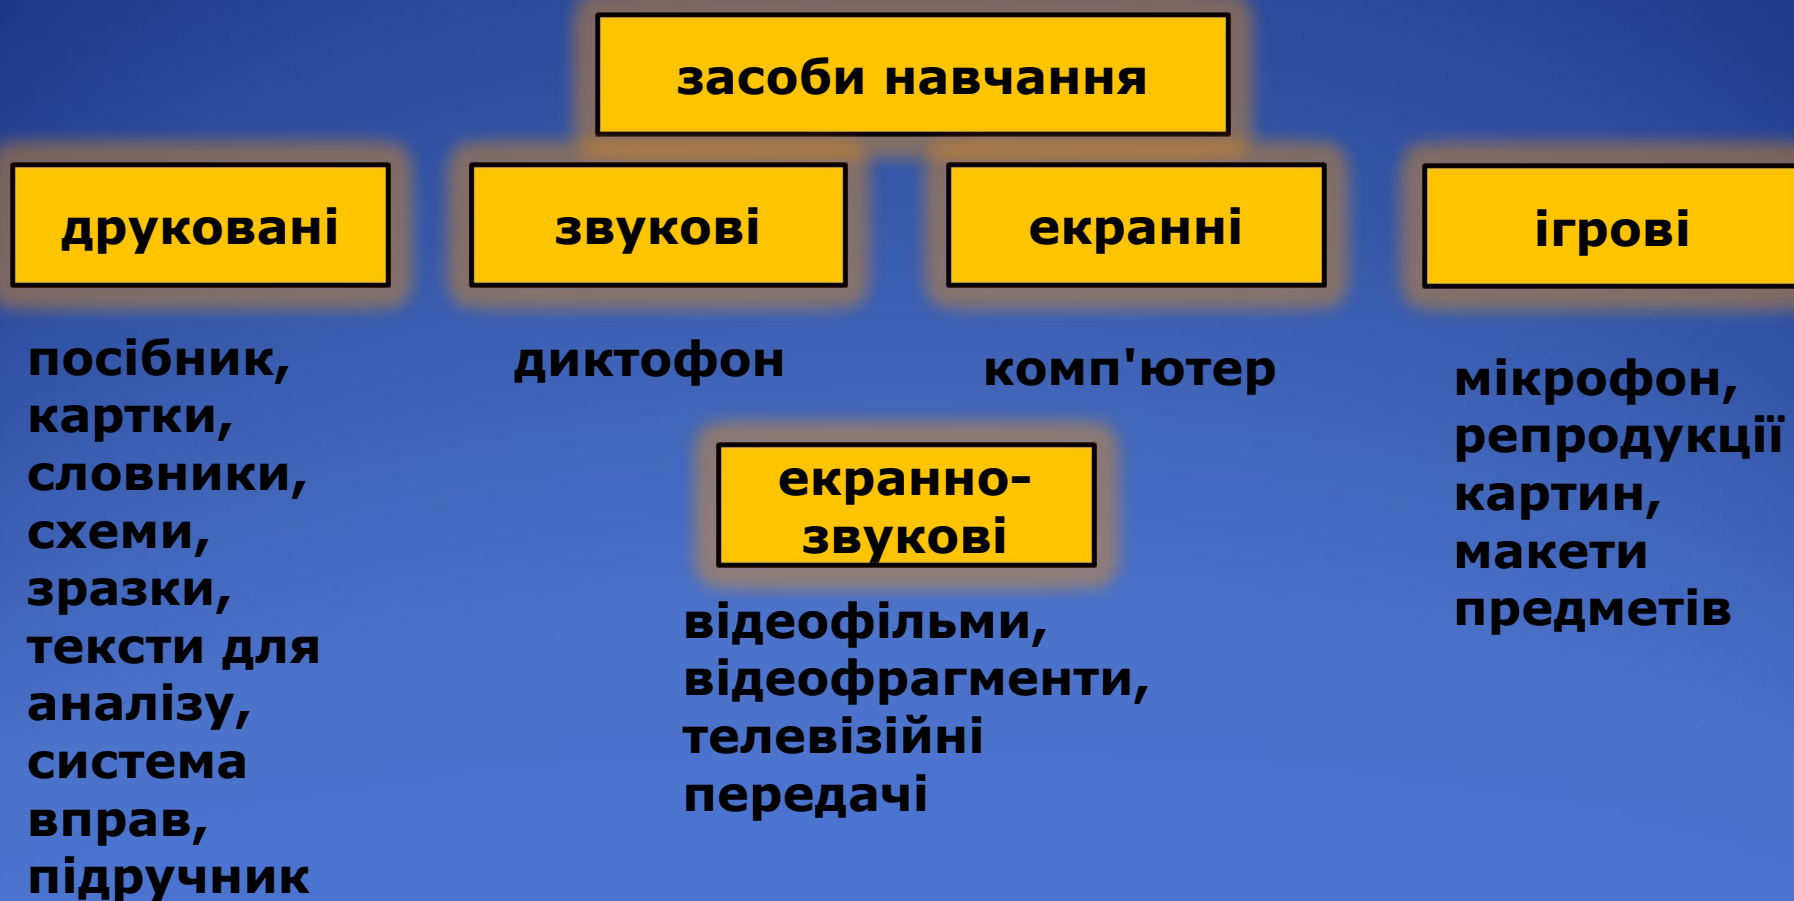 засоби навчання
друковані
звукові
екранні
ігрові
посібник,
картки,
словники,
схеми,
зразки,
тексти для
аналізу,
система
вправ,
підручник
диктофон
комп'ютер
екранно-
звукові
відеофільми,
відеофрагменти,
телевізійні
передачі
мікрофон,
репродукції
картин,
макети
предметів